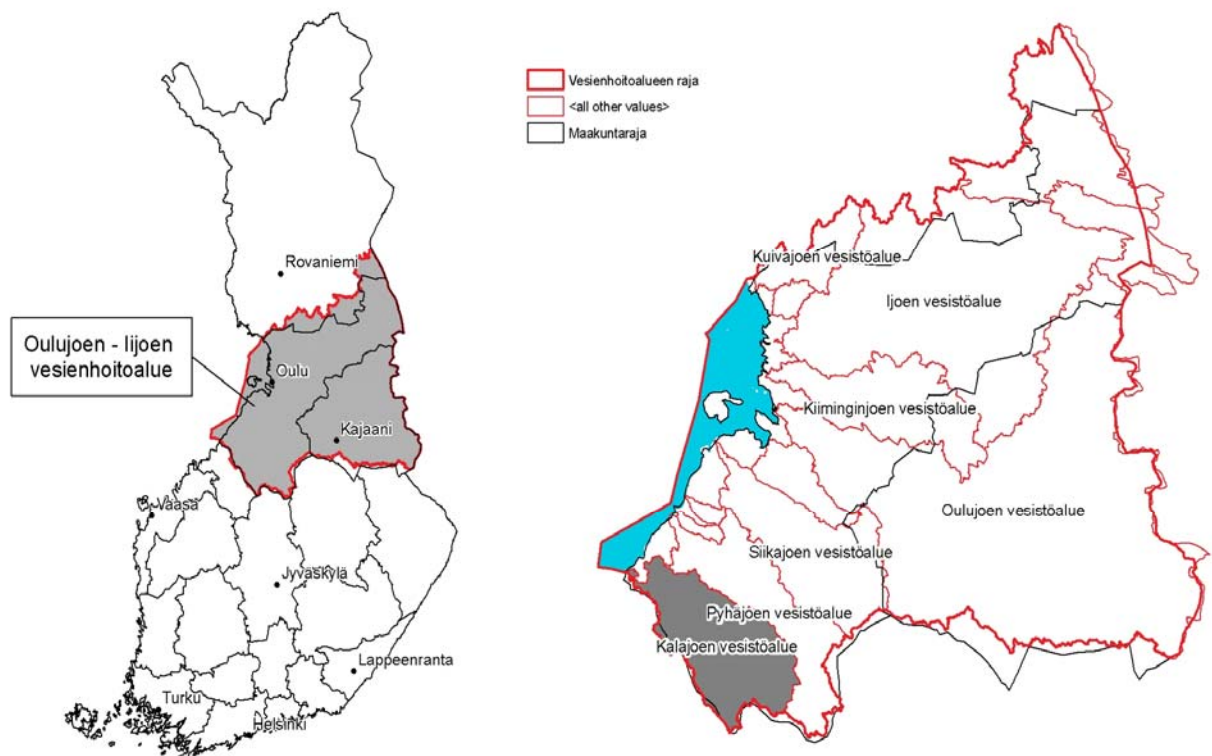 Rovaniemi
Oulujoen - Iijoen
vesienhoitoalue
Oulu
Kajaani
Vaasa
Jyväskylä
Lappeenranta
Turku
Helsinki
Vesienhoitoalueen raja
<all other values>
Maakuntaraja
Kuivajoen vesistöalue
Iijoen vesistöalue
Kiiminginjoen vesistöalue
Oulujoen vesistöalue
Siikajoen vesistöalue
Pyhäjoen vesistöalue
Kalajoen vesistöalue